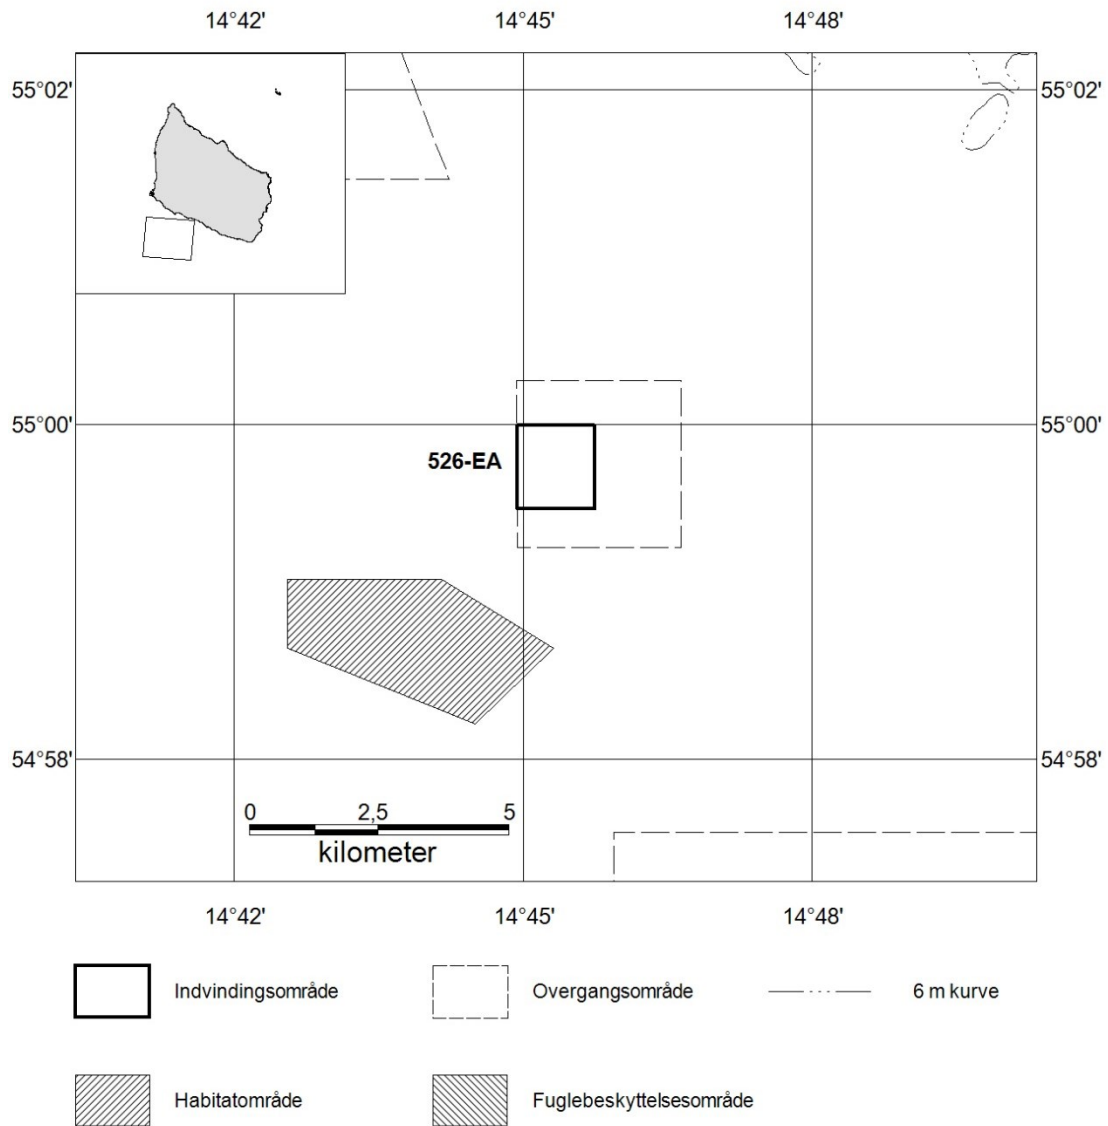 14°42' 14°45' 14°48'
55°02' 55°02'
55°00' 55°00'
526-EA
54°58' 54°58'
0 2,5 5
kilometer
14°42' 14°45' 14°48'
Indvindingsområde Overgangsområde 6 m kurve
Habitatområde Fuglebeskyttelsesområde